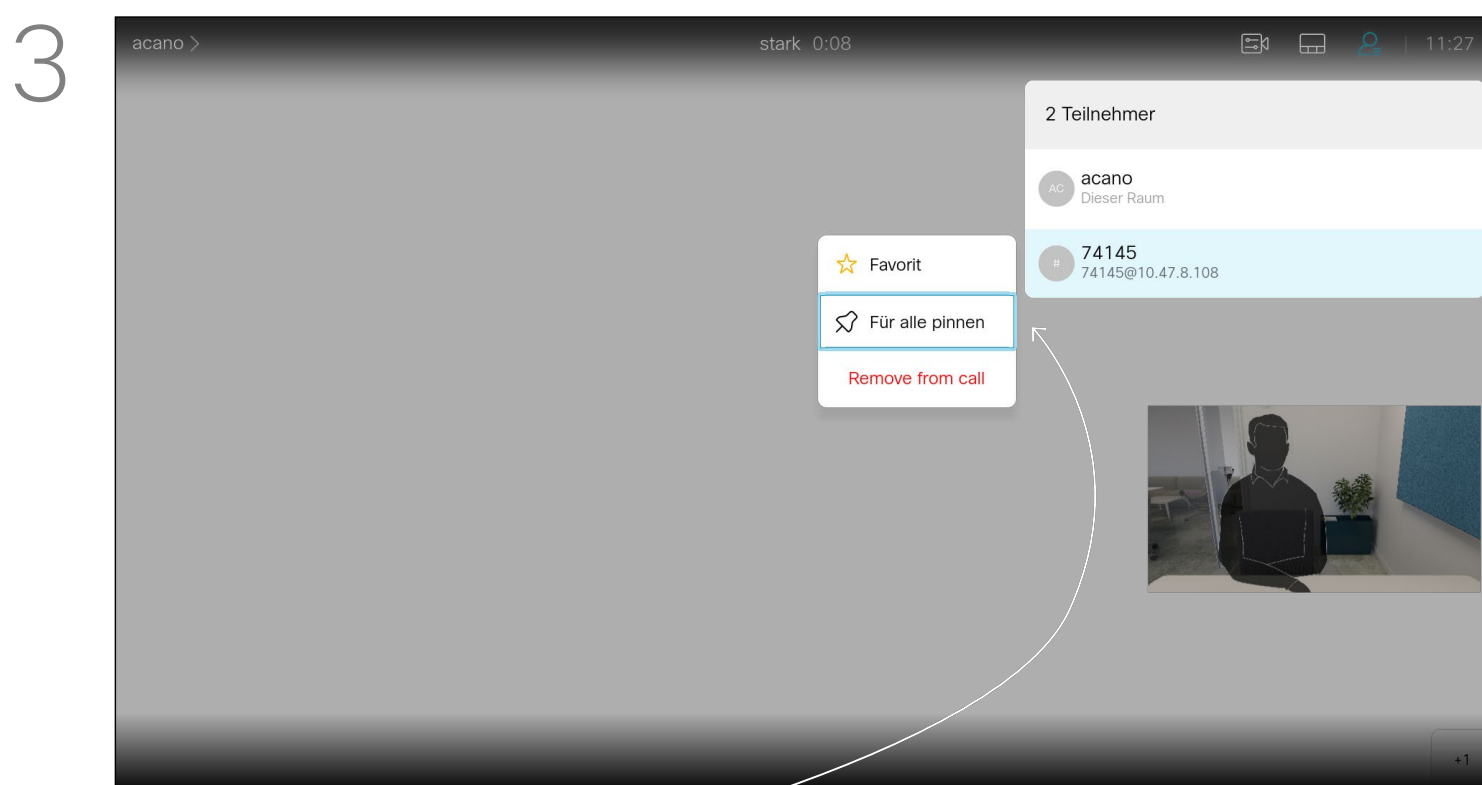 3
acano >
stark 0:08
11:27
2 Teilnehmer
AC
acano
Dieser Raum
#
74145
74145@10.47.8.108
Favorit
Für alle pinnen
Remove from call
+1